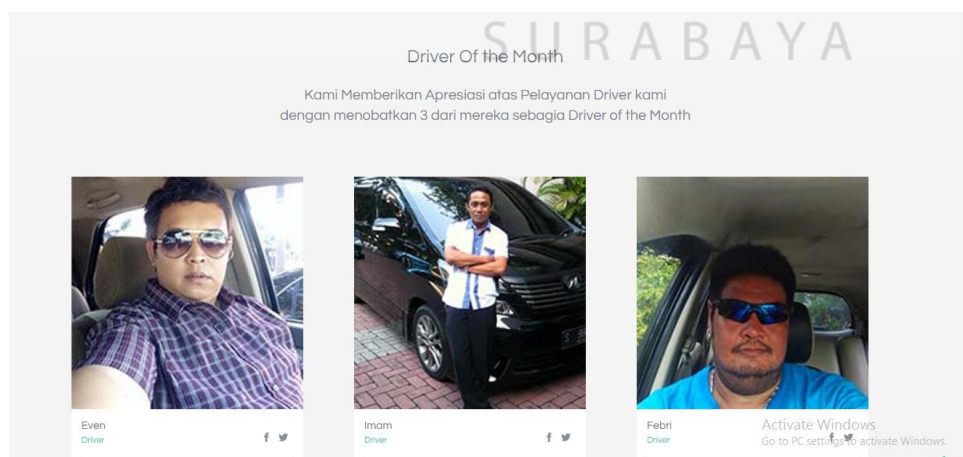 SURABAYA
Driver Of the Month
Kami Memberikan Apresiasi atas Pelayanan Driver kami
dengan menobatkan 3 dari mereka sebagia Driver of the Month
Even
Driver
Imam
Driver
Febri
Driver
Activate Windows
Go to PC settings to activate Windows.